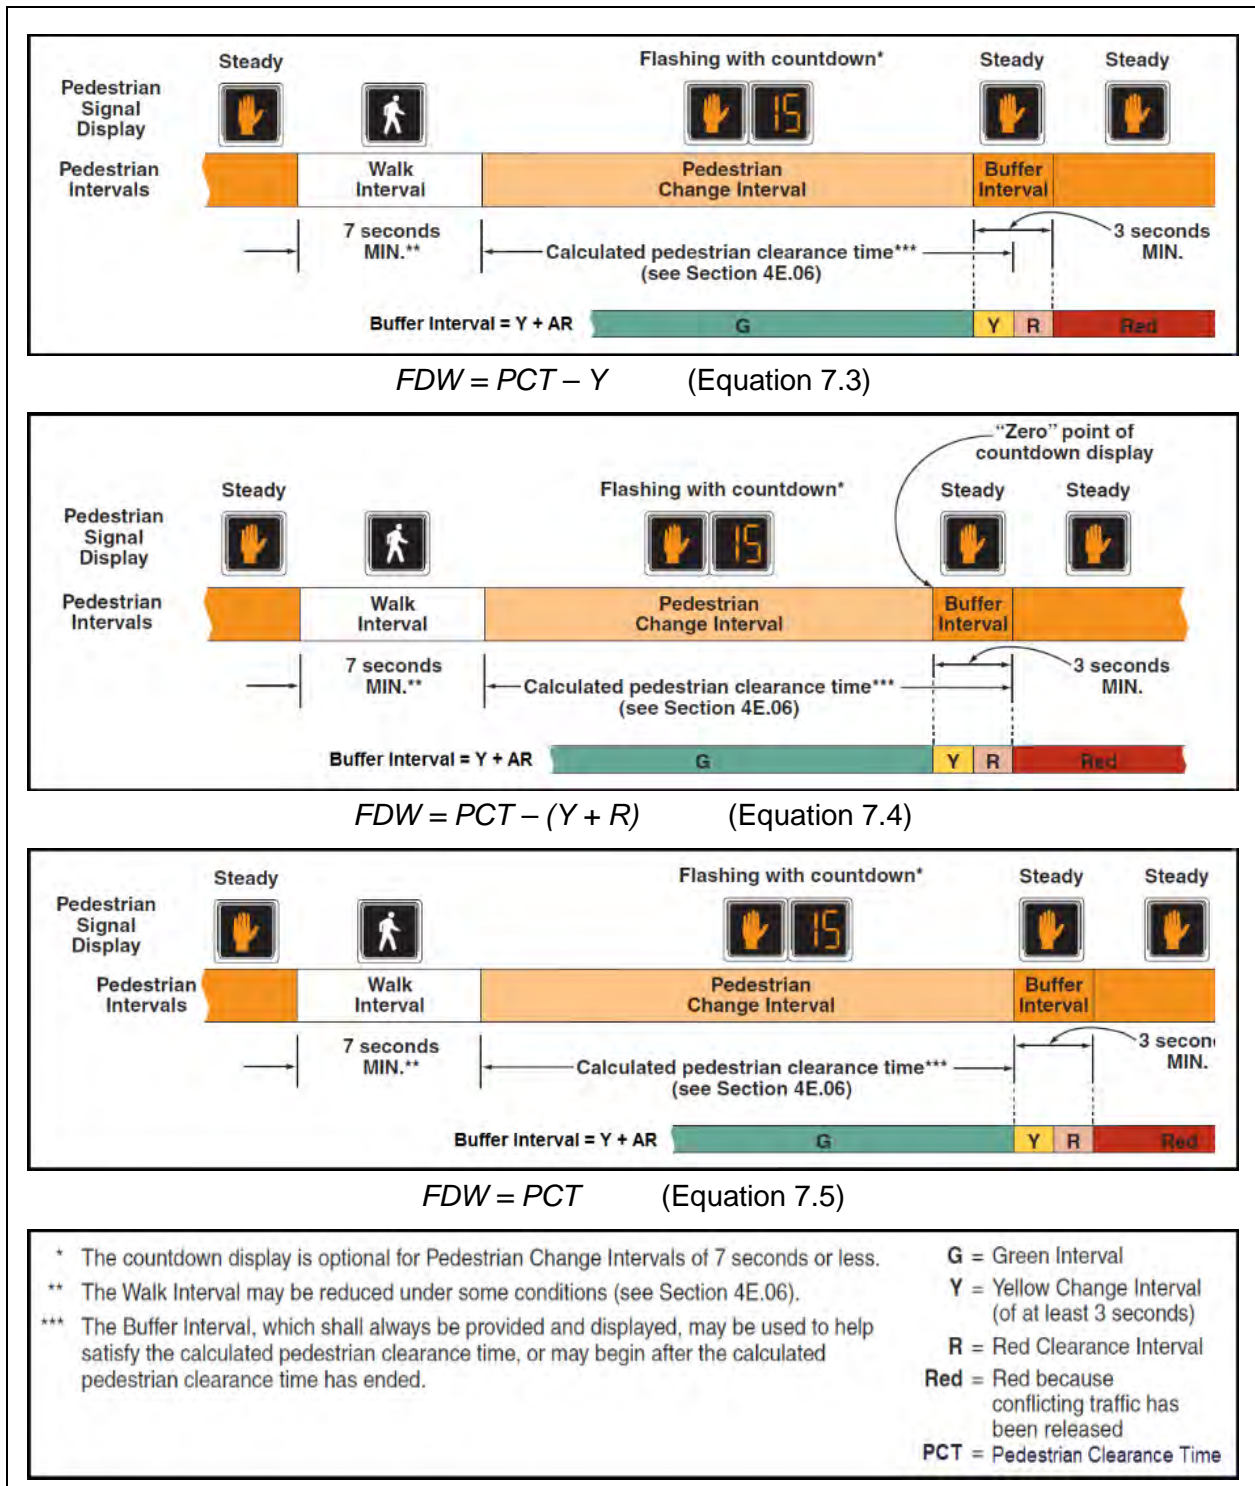 Steady
Flashing with countdown*
Steady
Steady
Pedestrian
Signal
Display
15
Pedestrian
Intervals
Walk
Interval
Pedestrian
Change Interval
Buffer
Interval
7 seconds
MIN.**
Calculated pedestrian clearance time***
(see Section 4E.06)
3 seconds
MIN.
Buffer Interval = Y + AR
G
Y
R
Red
FDW = PCT – Y (Equation 7.3)
"Zero" point of
countdown display
Steady
Flashing with countdown*
Steady
Steady
Pedestrian
Signal
Display
15
Pedestrian
Intervals
Walk
Interval
Pedestrian
Change Interval
Buffer
Interval
7 seconds
MIN.**
Calculated pedestrian clearance time***
(see Section 4E.06)
3 seconds
MIN.
Buffer Interval = Y + AR
G
Y
R
Red
FDW = PCT – (Y + R) (Equation 7.4)
Steady
Flashing with countdown*
Steady
Steady
Pedestrian
Signal
Display
15
Pedestrian
Intervals
Walk
Interval
Pedestrian
Change Interval
Buffer
Interval
7 seconds
MIN.**
Calculated pedestrian clearance time***
(see Section 4E.06)
3 secon
MIN.
Buffer Interval = Y + AR
G
Y
R
Red
FDW = PCT (Equation 7.5)
* The countdown display is optional for Pedestrian Change Intervals of 7 seconds or less.
** The Walk Interval may be reduced under some conditions (see Section 4E.06).
*** The Buffer Interval, which shall always be provided and displayed, may be used to help
satisfy the calculated pedestrian clearance time, or may begin after the calculated
pedestrian clearance time has ended.
G = Green Interval
Y = Yellow Change Interval
(of at least 3 seconds)
R = Red Clearance Interval
Red = Red because
conflicting traffic has
been released
PCT = Pedestrian Clearance Time